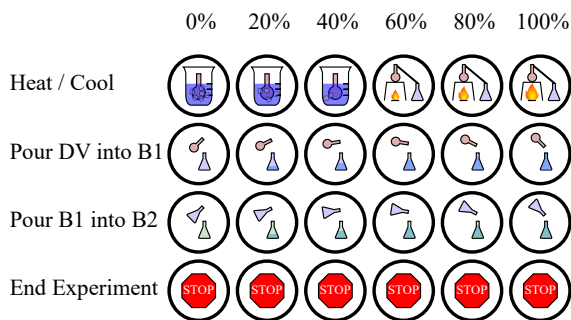 0% 20% 40% 60% 80% 100%
Heat / Cool
Pour DV into B1
Pour B1 into B2
End Experiment STOP STOP STOP STOP STOP STOP